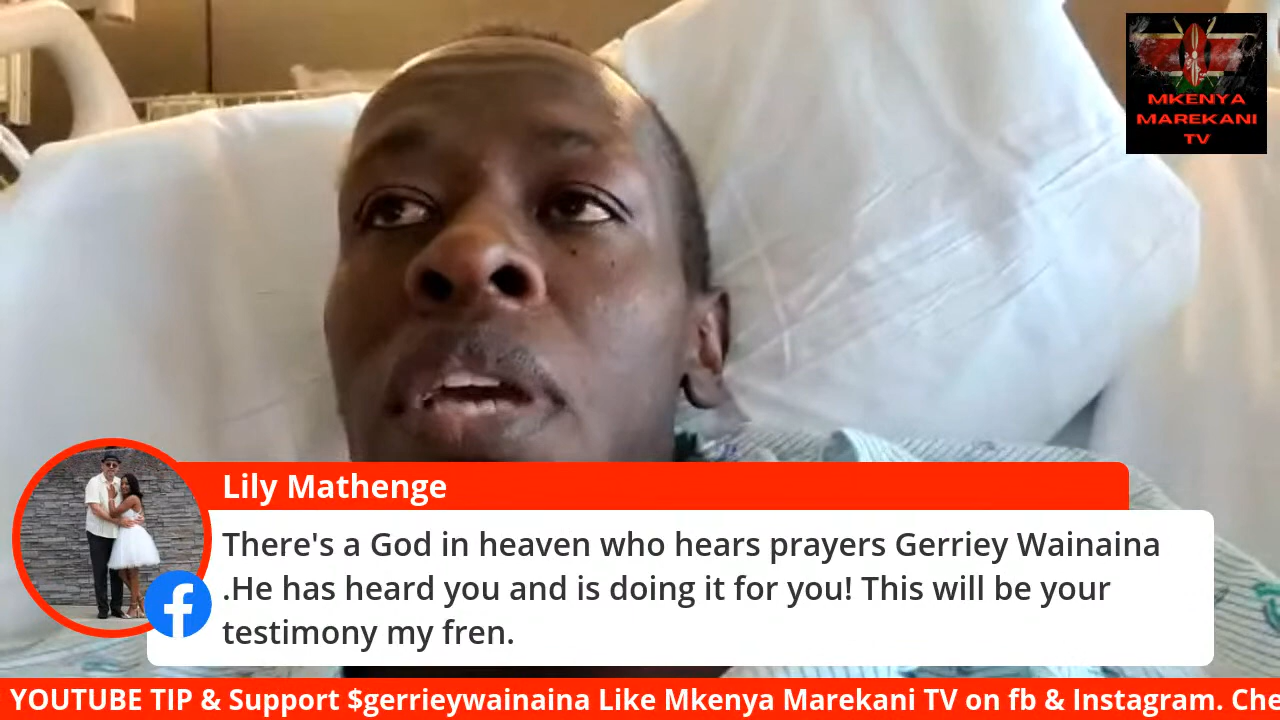 MKENYA
MAREKANI
TV
Lily Mathenge
There's a God in heaven who hears prayers Gerriey Wainaina
.He has heard you and is doing it for you! This will be your
testimony my fren.
YOUTUBE TIP & Support $gerrieywainaina Like Mkenya Marekani TV on fb & Instagram. Che